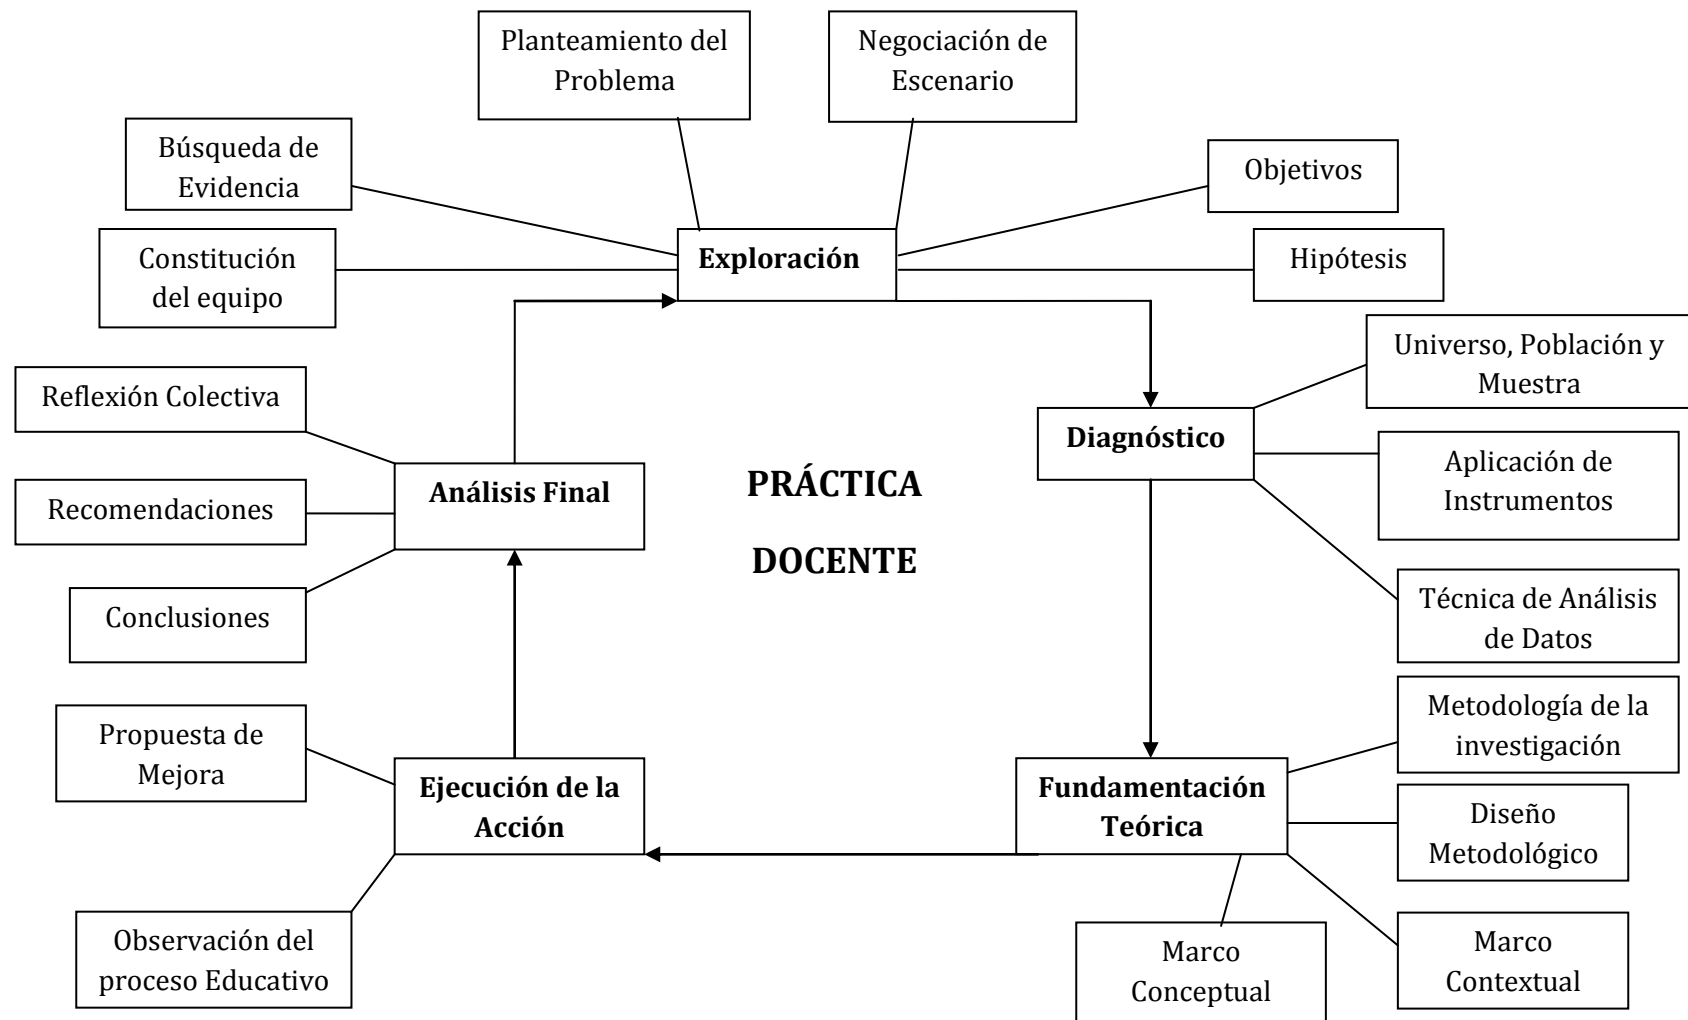 Planteamiento del
Problema
Negociación de
Escenario
Búsqueda de
Evidencia
Objetivos
Constitución
del equipo
Exploración
Hipótesis
Universo, Población y
Muestra
Reflexión Colectiva
Diagnóstico
Aplicación de
Instrumentos
Análisis Final
PRÁCTICA
DOCENTE
Recomendaciones
Técnica de Análisis
de Datos
Conclusiones
Metodología de la
investigación
Propuesta de
Mejora
Ejecución de la
Acción
Fundamentación
Teórica
Diseño
Metodológico
Observación del
proceso Educativo
Marco
Conceptual
Marco
Contextual